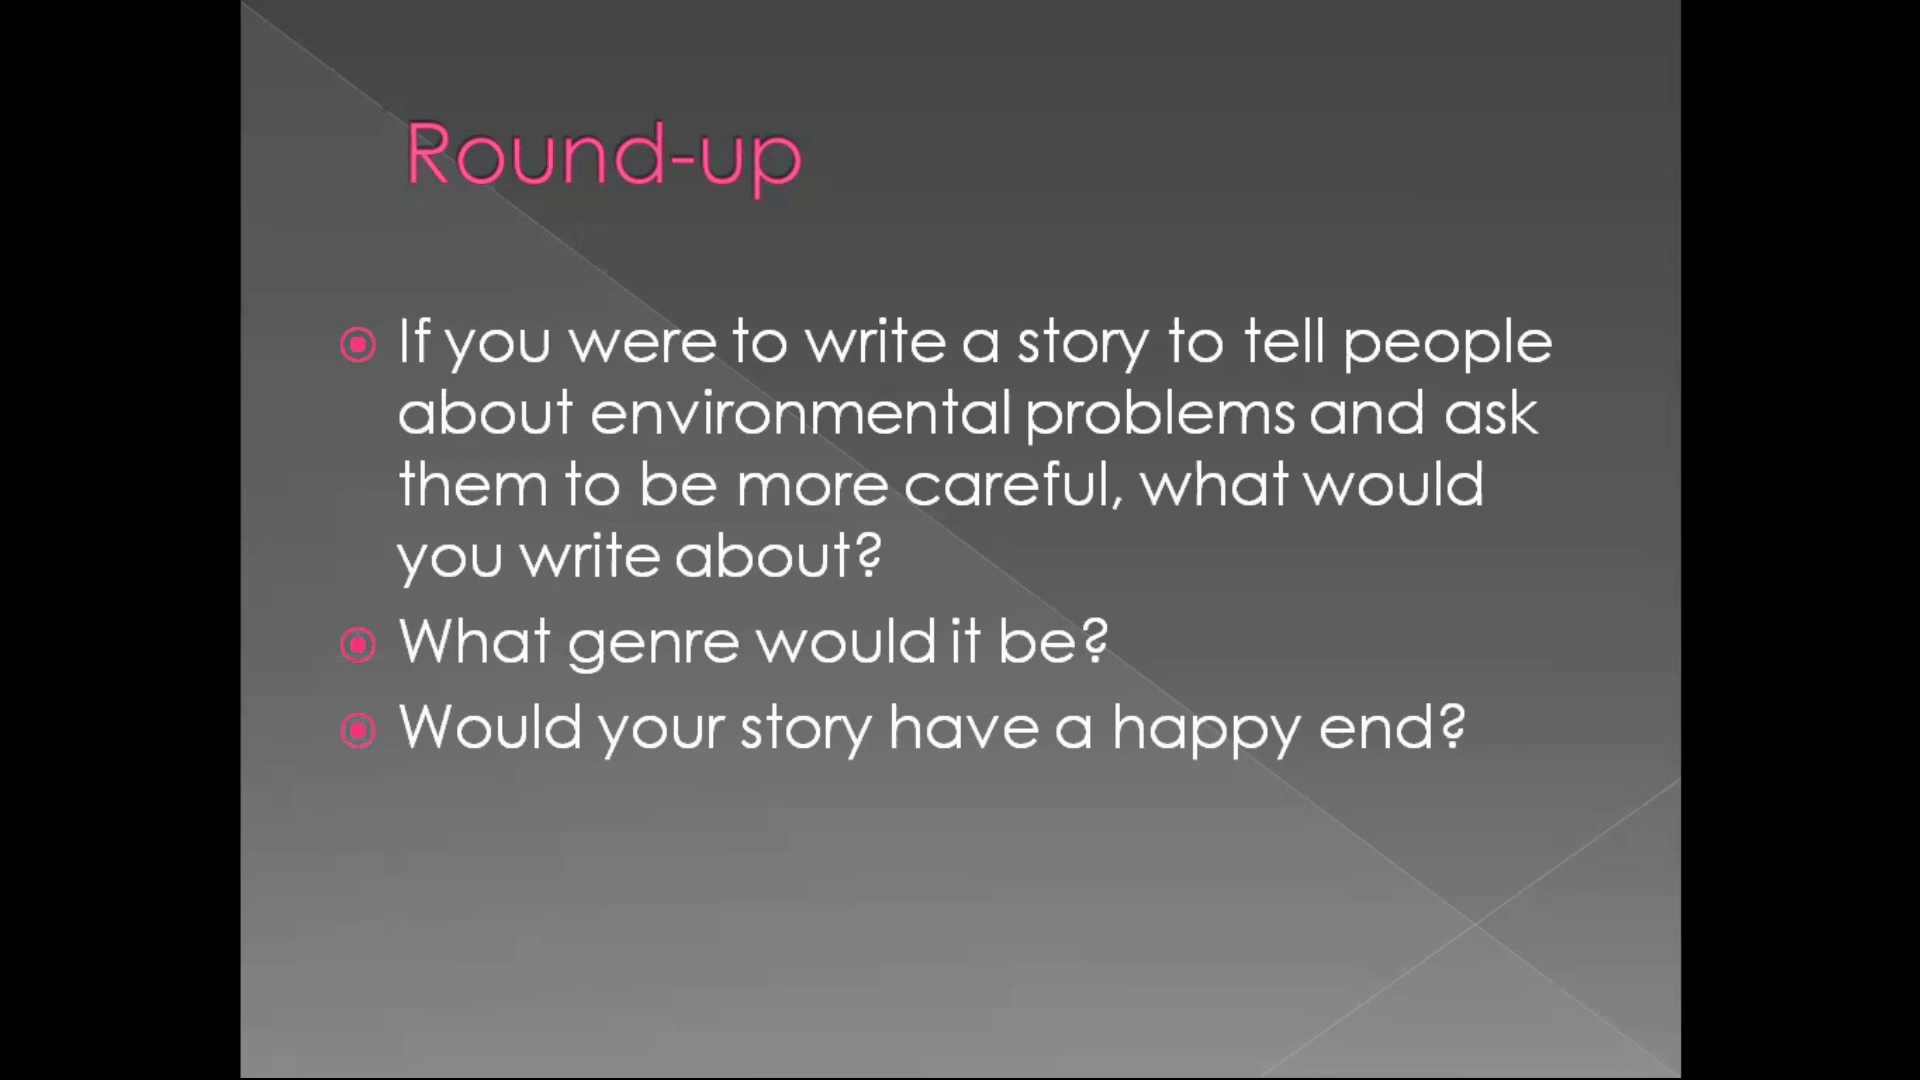 Round-up
If you were to write a story to tell people
about environmental problems and ask
them to be more careful, what would
you write about?
What genre would it be?
Would your story have a happy end?